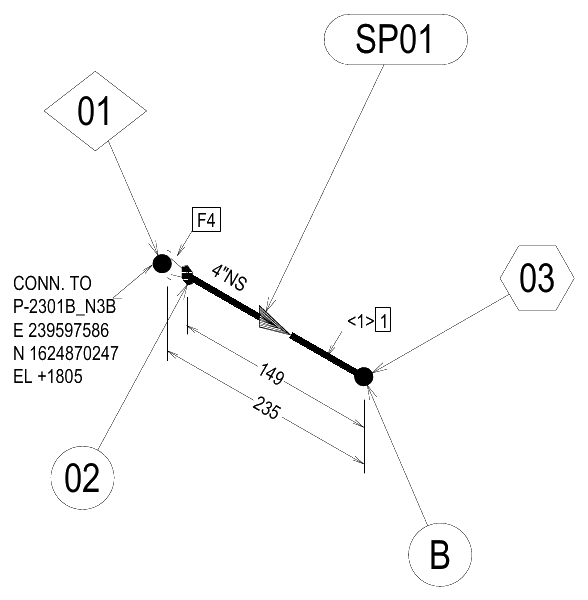 SP01
01
F4
4"NS
CONN. TO
P-2301B_N3B
E 239597586
N 1624870247
EL +1805
03
<1> 1
149
235
02
B